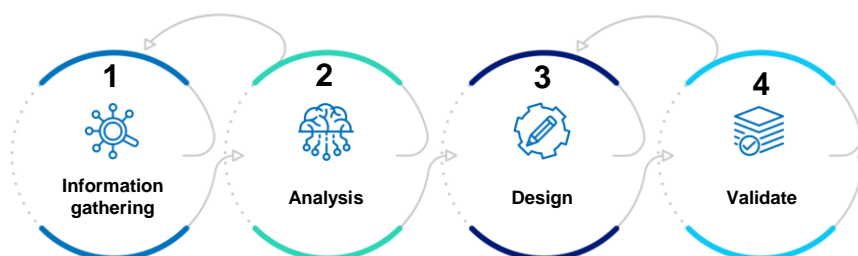 1
Information
gathering
2
Analysis
3
Design
4
Validate